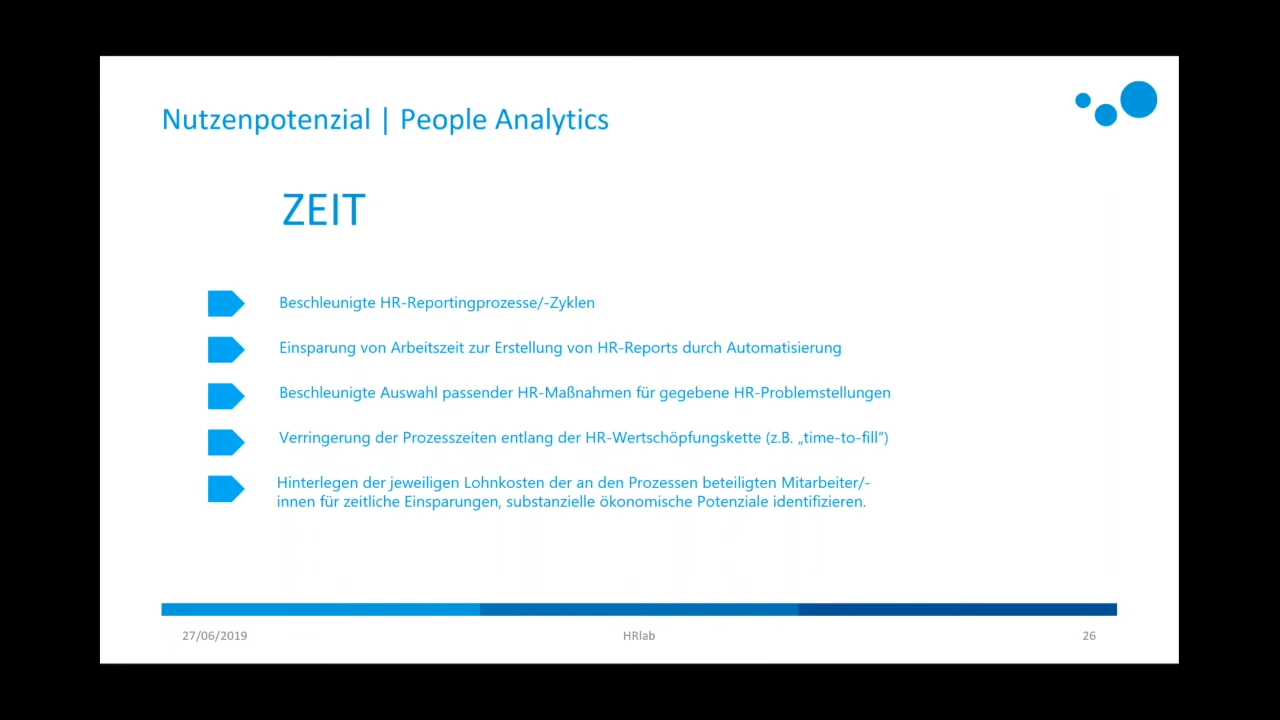 Nutzenpotenzial | People Analytics
ZEIT
Beschleunigte HR-Reportingprozesse/-Zyklen
Einsparung von Arbeitszeit zur Erstellung von HR-Reports durch Automatisierung
Beschleunigte Auswahl passender HR-Maßnahmen für gegebene HR-Problemstellungen
Verringerung der Prozesszeiten entlang der HR-Wertschöpfungskette (z.B. „time-to-fill“)
Hinterlegen der jeweiligen Lohnkosten der an den Prozessen beteiligten Mitarbeiter/-
innen für zeitliche Einsparungen, substanzielle ökonomische Potenziale identifizieren.
27/06/2019
HRlab
26